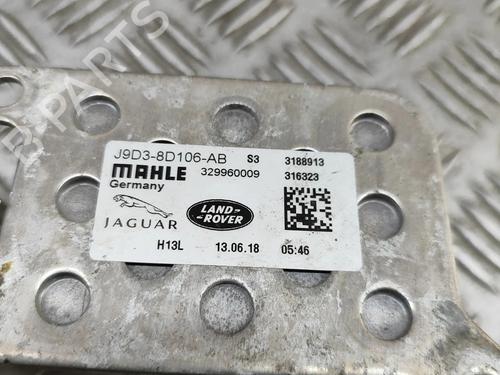 B-PARTS
J9D3-8D106-AB S3 3188913
MAHLE 329960009 316323
Germany
JAGUAR LAND-ROVER
H13L 13.06.18 05:46